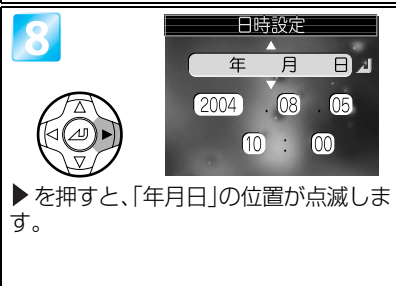 8
日時設定
年 月 日
2004 . 08 . 05
10 : 00
▶を押すと、「年月日」の位置が点滅しま
す。